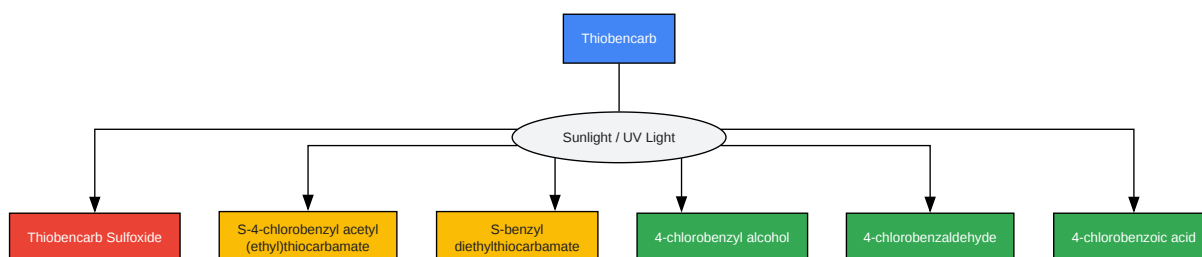 Thiobencarb
Sunlight / UV Light
Thiobencarb Sulfoxide
S-4-chlorobenzyl acetyl
(ethyl)thiocarbamate
S-benzyl
diethylthiocarbamate
4-chlorobenzyl alcohol
4-chlorobenzaldehyde
4-chlorobenzoic acid